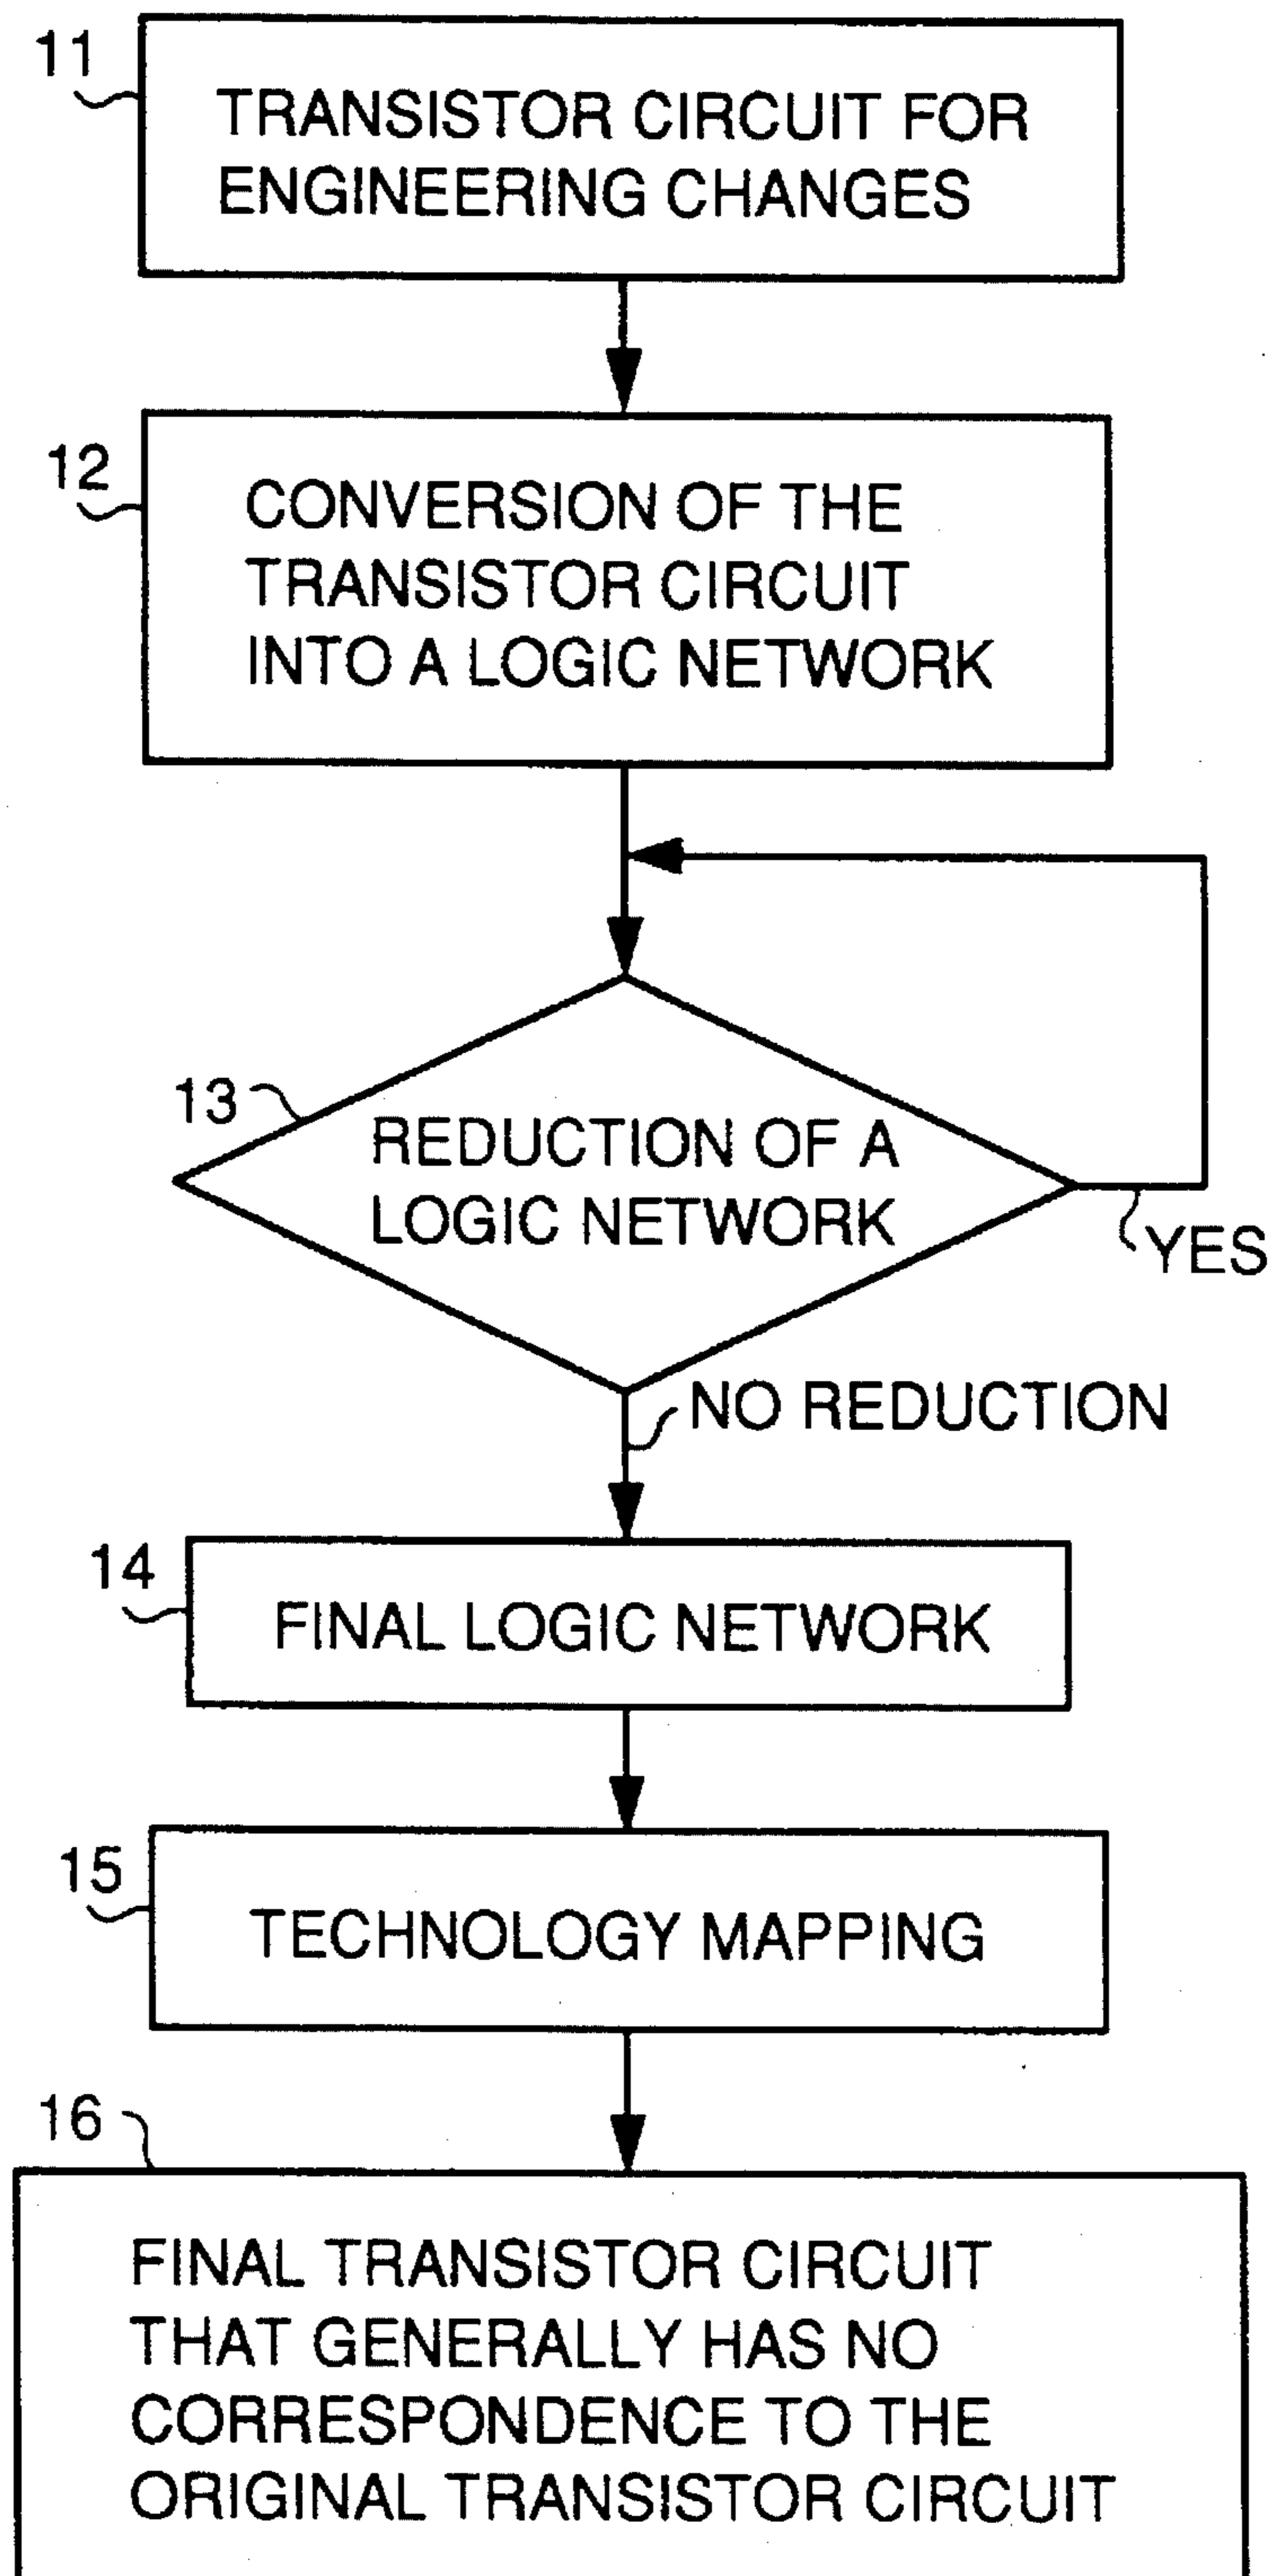 11
TRANSISTOR CIRCUIT FOR
ENGINEERING CHANGES
12
CONVERSION OF THE
TRANSISTOR CIRCUIT
INTO A LOGIC NETWORK
13
REDUCTION OF A
LOGIC NETWORK
YES
NO REDUCTION
14
FINAL LOGIC NETWORK
15
TECHNOLOGY MAPPING
16
FINAL TRANSISTOR CIRCUIT
THAT GENERALLY HAS NO
CORRESPONDENCE TO THE
ORIGINAL TRANSISTOR CIRCUIT